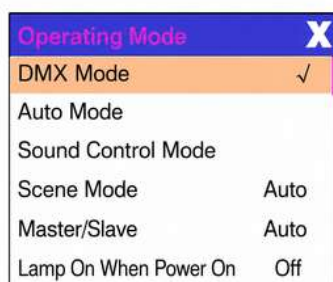 Operating Mode X
DMX Mode √
Auto Mode
Sound Control Mode
Scene Mode Auto
Master/Slave Auto
Lamp On When Power On Off